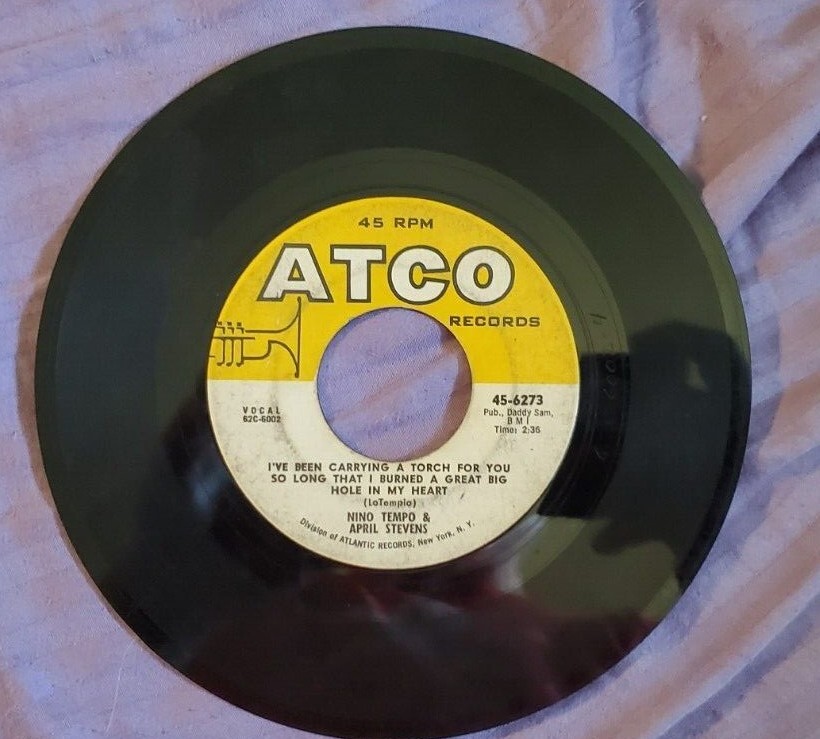 45 RPM
ATCO
RECORDS
VOCAL
62C-6002
45-6273
Pub., Daddy Sam,
BMI
Time: 2:35
I'VE BEEN CARRYING A TORCH FOR YOU
SO LONG THAT I BURNED A GREAT BIG
HOLE IN MY HEART
(LoTempio)
NINO TEMPO &
APRIL STEVENS
Division of ATLANTIC RECORDS, New York, N. Y.